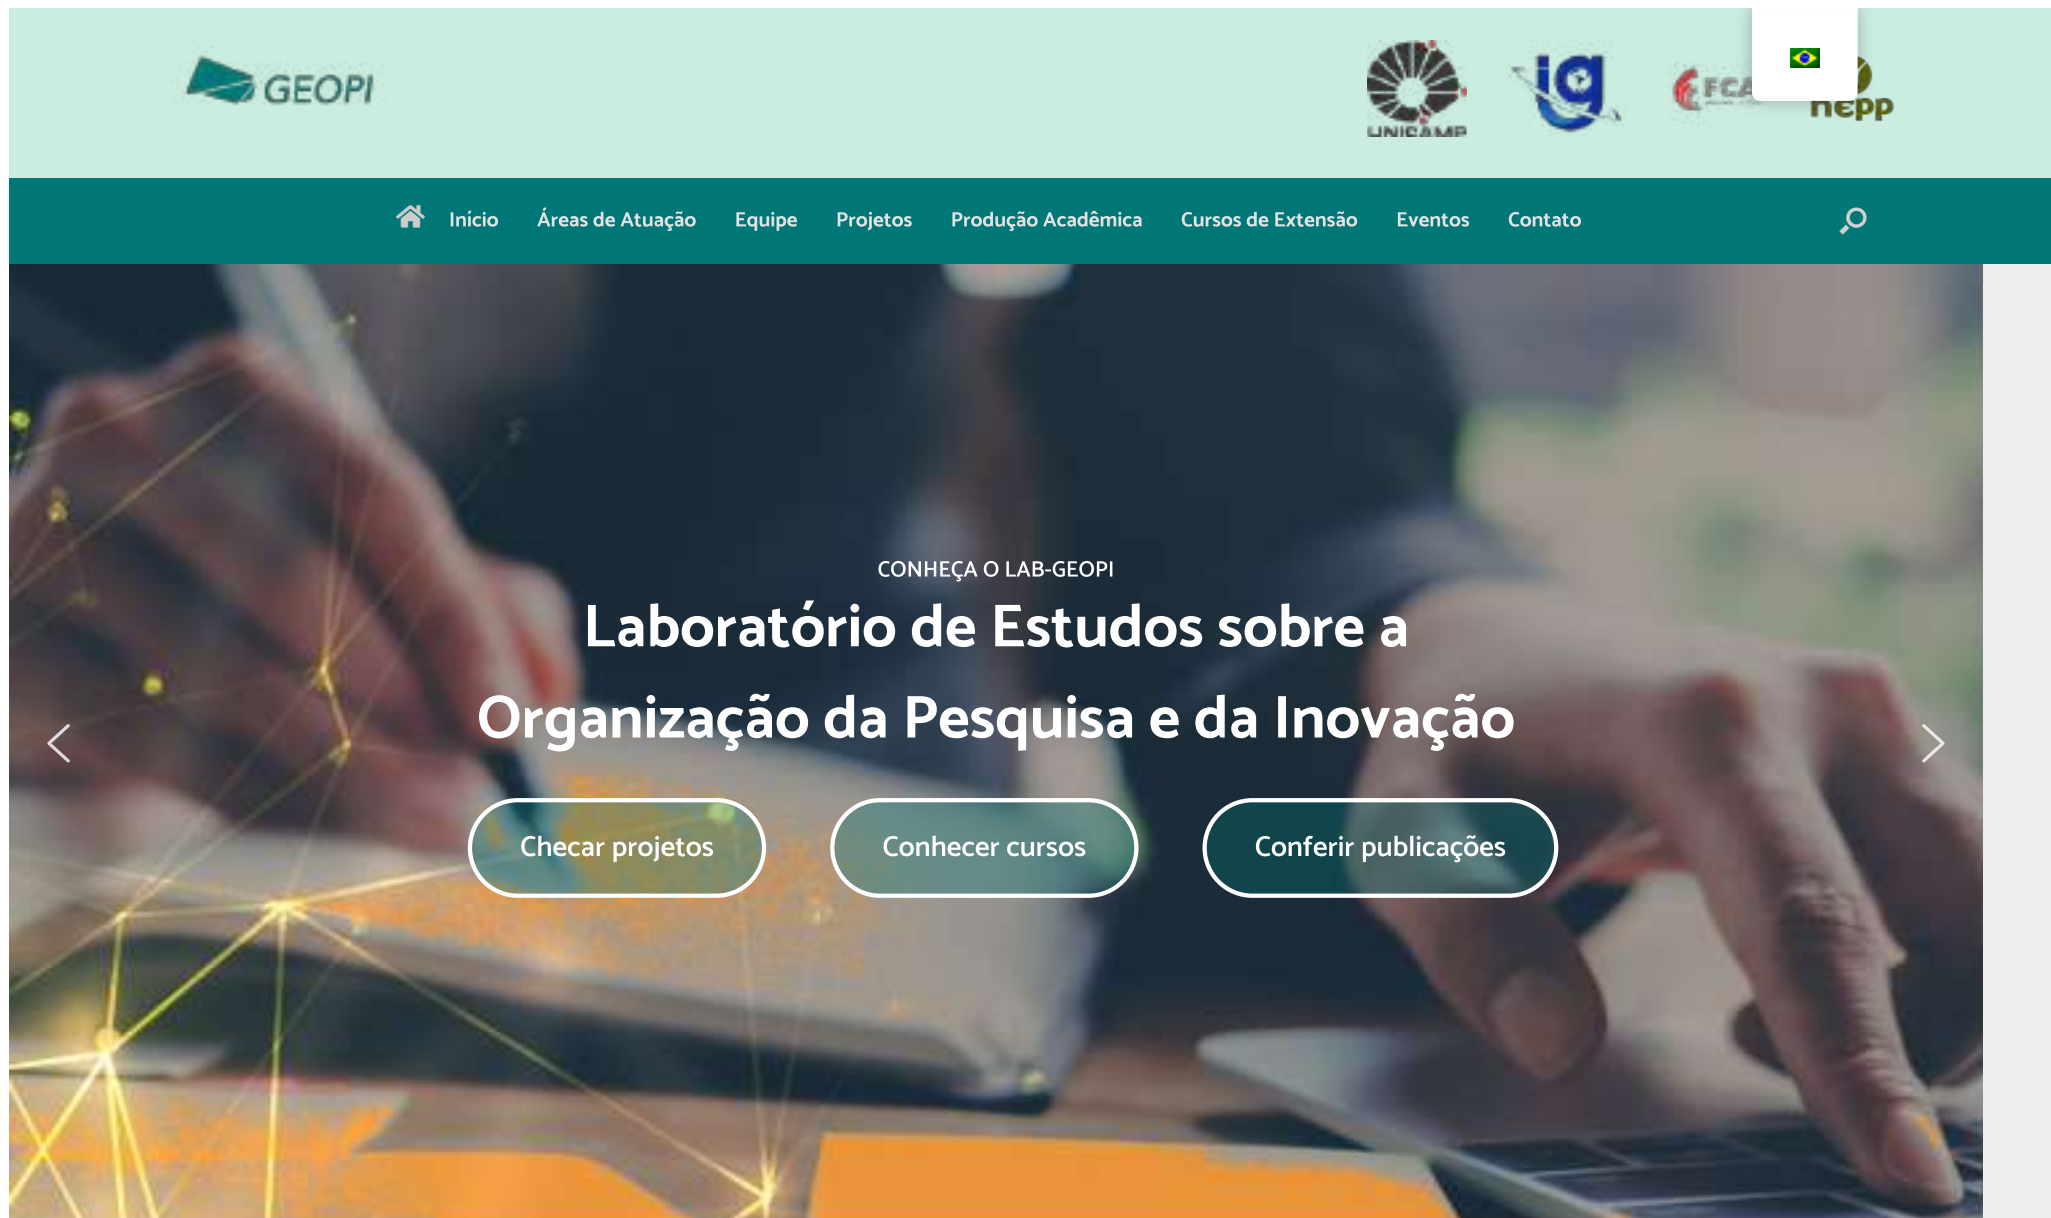 GEOPI
UNICAMP
ig
FCA
nepp
Início
Áreas de Atuação
Equipe
Projetos
Produção Acadêmica
Cursos de Extensão
Eventos
Contato
CONHEÇA O LAB-GEOPI
Laboratório de Estudos sobre a
Organização da Pesquisa e da Inovação
Checar projetos
Conhecer cursos
Conferir publicações